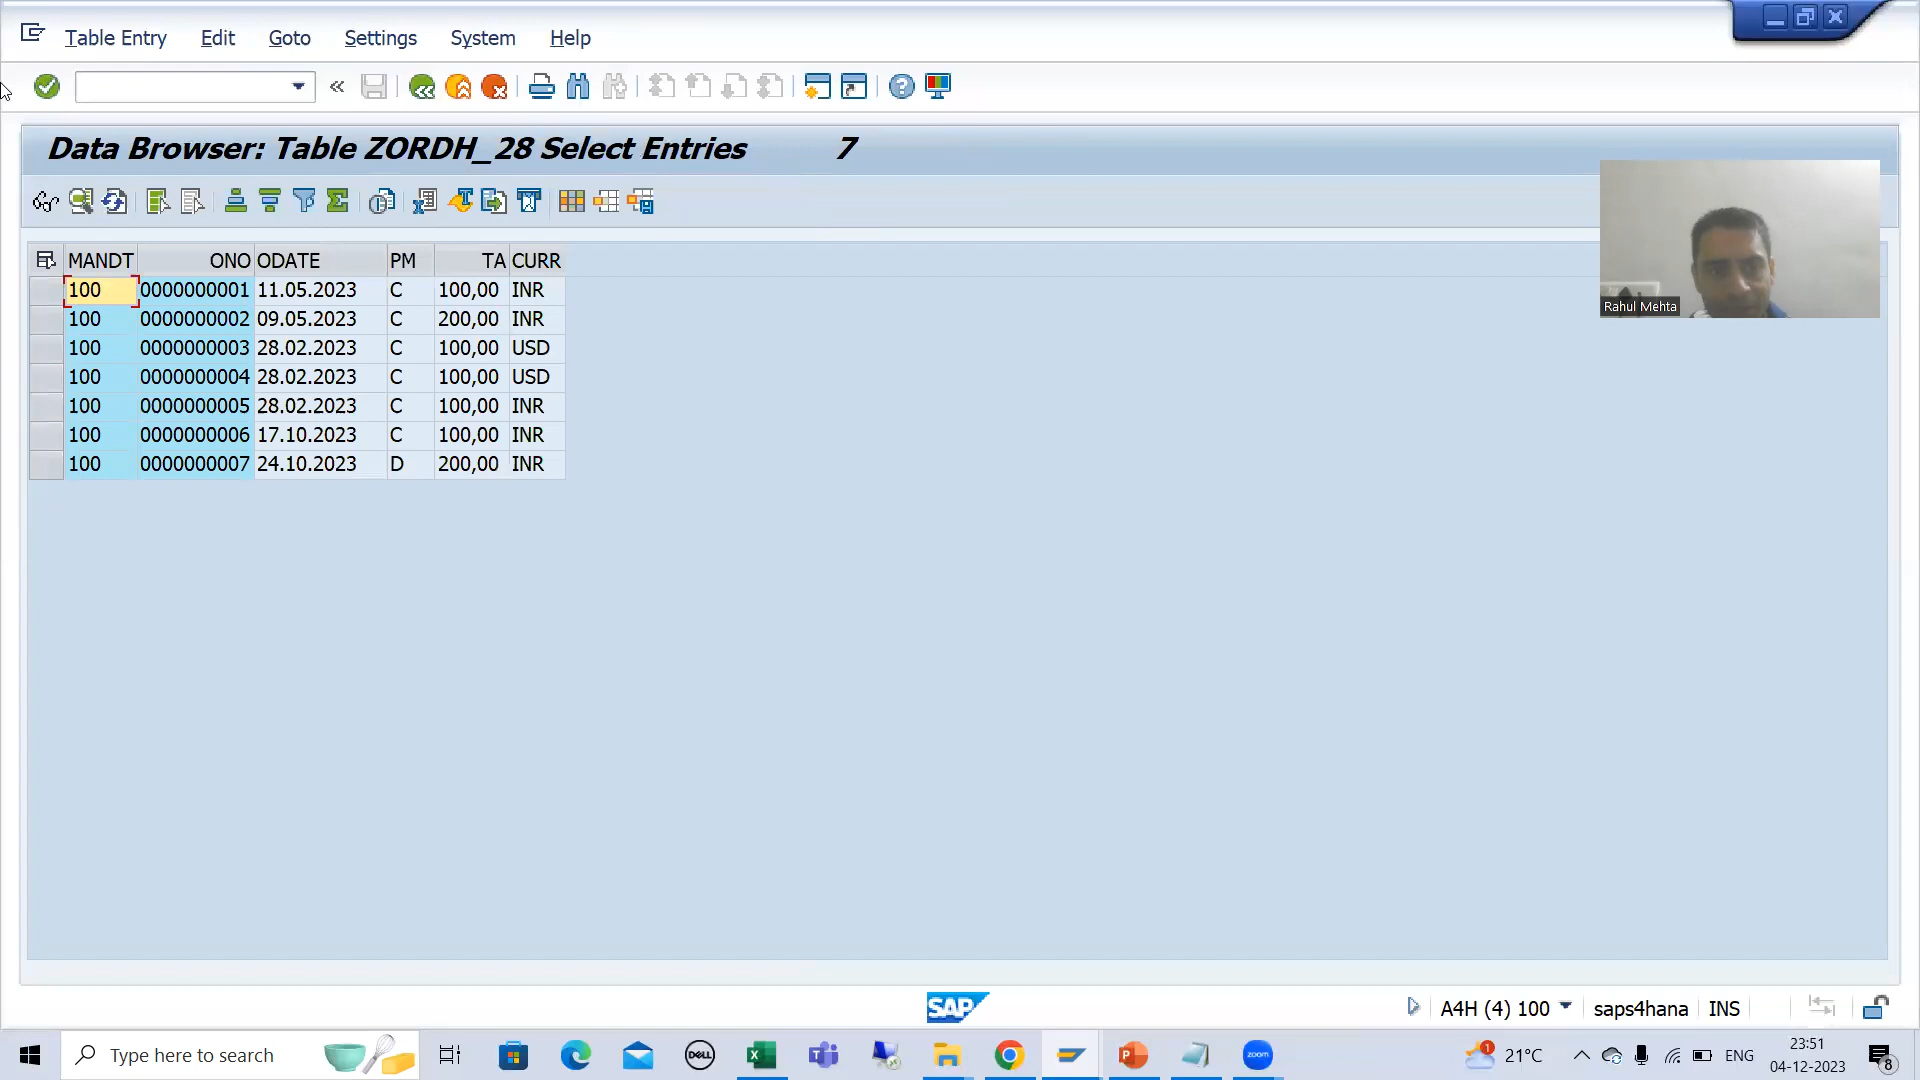 Table Entry Edit Goto Settings System Help
Data Browser: Table ZORDH_28 Select Entries 7
MANDT ONO ODATE PM TA CURR
100 0000000001 11.05.2023 C 100,00 INR
100 0000000002 09.05.2023 C 200,00 INR
100 0000000003 28.02.2023 C 100,00 USD
100 0000000004 28.02.2023 C 100,00 USD
100 0000000005 28.02.2023 C 100,00 INR
100 0000000006 17.10.2023 C 100,00 INR
100 0000000007 24.10.2023 D 200,00 INR
Rahul Mehta
SAP
A4H (4) 100 saps4hana INS
Type here to search
DELL
zoom
1
21°C
ENG
23:51
04-12-2023
8